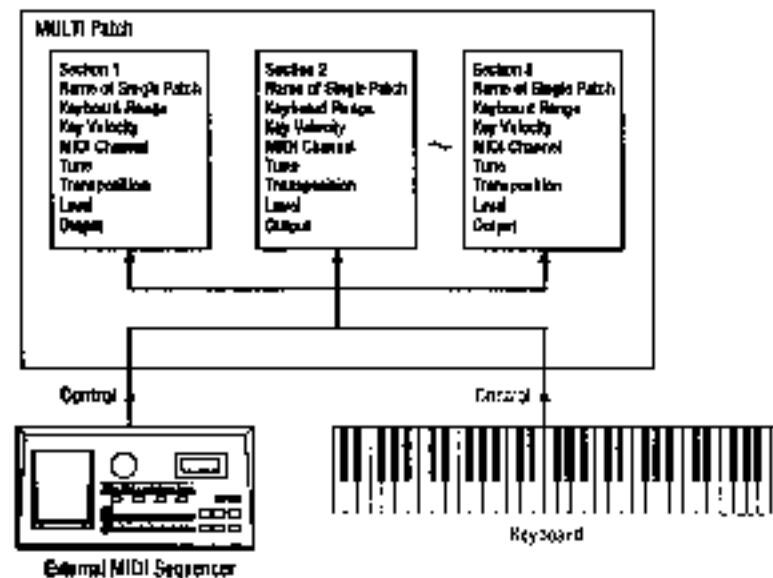 MULTI Patch
Section 1
Name of Single Patch
Keyboard Range
Key Velocity
MIDI Channel
Tune
Transposition
Level
Output
Section 2
Name of Single Patch
Keyboard Range
Key Velocity
MIDI Channel
Tune
Transposition
Level
Output
~
Section
Name of Single Patch
Keyboard Range
Key Velocity
MIDI Channel
Tune
Transposition
Level
Output
Control
Control
Keyboard
External MIDI Sequencer